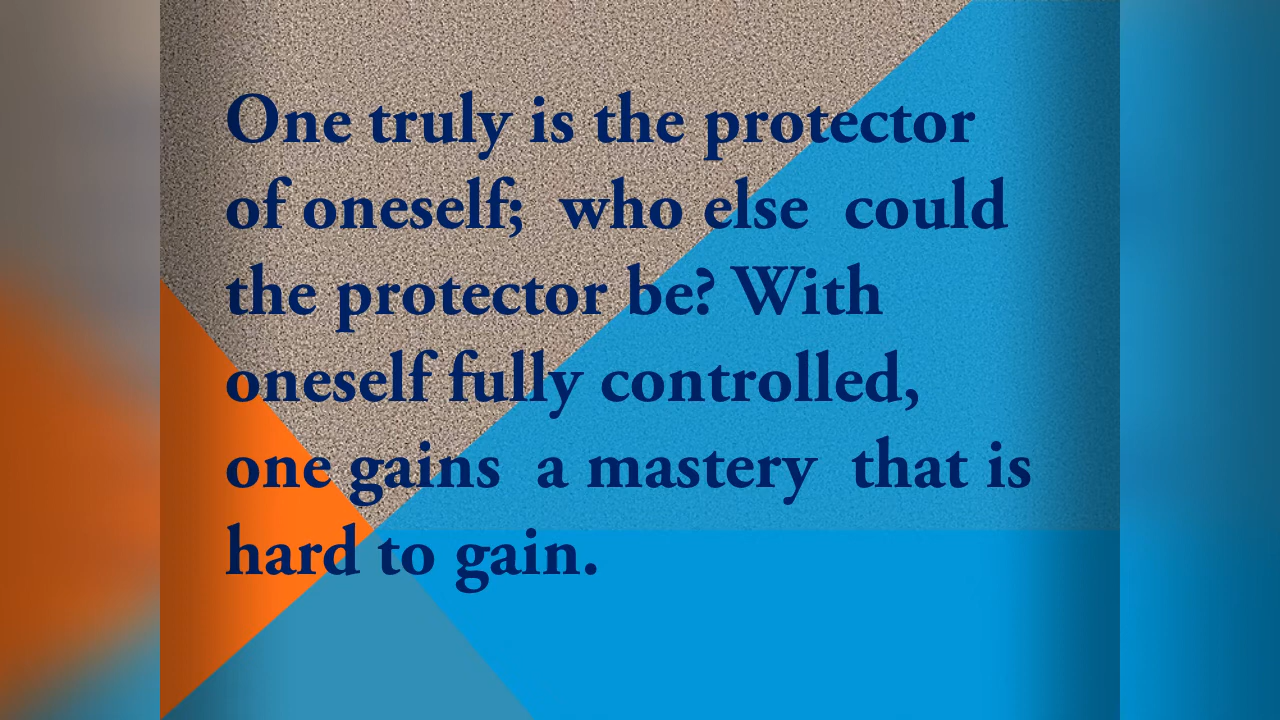 One truly is the protector
of oneself; who else could
the protector be? With
oneself fully controlled,
one gains a mastery that is
hard to gain.